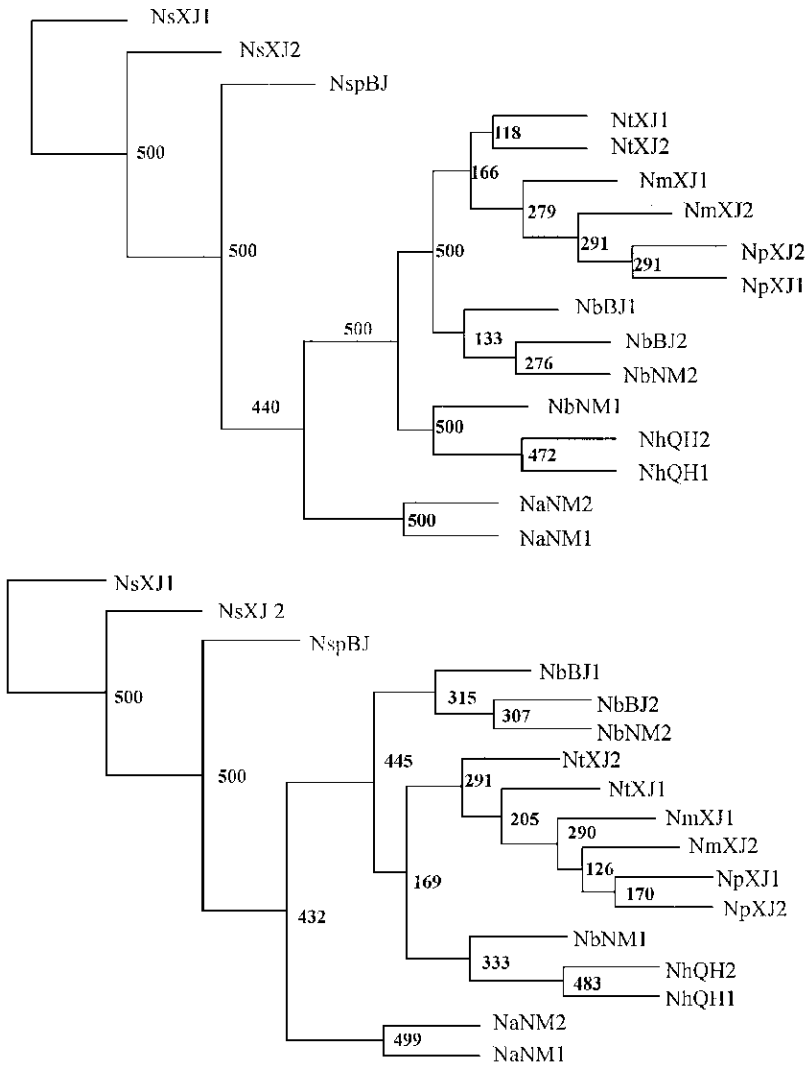 NsXJ1
NsXJ2
500
NspBJ
500
NtXJ1
118
NtXJ2
166
NmXJ1
279
NmXJ2
291
NpXJ2
500
291
NpXJ1
NbBJ1
500
133
NbBJ2
276
NbNM2
440
NbNM1
500
NhQH2
472
NhQH1
NaNM2
500
NaNM1
NsXJ1
NsXJ 2
NspBJ
500
NbBJ1
315
NbBJ2
307
NbNM2
500
445
NtXJ2
291
NtXJ1
205
NmXJ1
290
NmXJ2
126
NpXJ1
169
170
NpXJ2
432
NbNM1
333
NhQH2
483
NhQH1
NaNM2
499
NaNM1